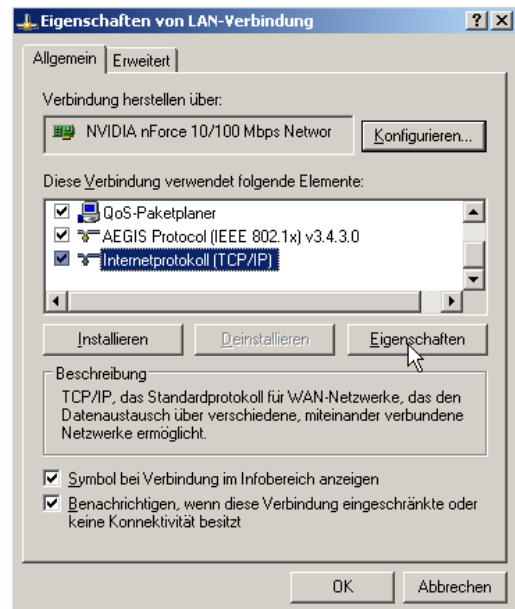 Eigenschaften von LAN-Verbindung
Allgemein
Erweitert
Verbindung herstellen über:
NVIDIA nForce 10/100 Mbps Networ
Konfigurieren...
Diese Verbindung verwendet folgende Elemente:
QoS-Paketplaner
AEGIS Protocol (IEEE 802.1x) v3.4.3.0
Internetprotokoll (TCP/IP)
Installieren
Deinstallieren
Eigenschaften
Beschreibung
TCP/IP, das Standardprotokoll für WAN-Netzwerke, das den
Datenaustausch über verschiedene, miteinander verbundene
Netzwerke ermöglicht.
Symbol bei Verbindung im Infobereich anzeigen
Benachrichtigen, wenn diese Verbindung eingeschränkte oder
keine Konnektivität besitzt
OK
Abbrechen